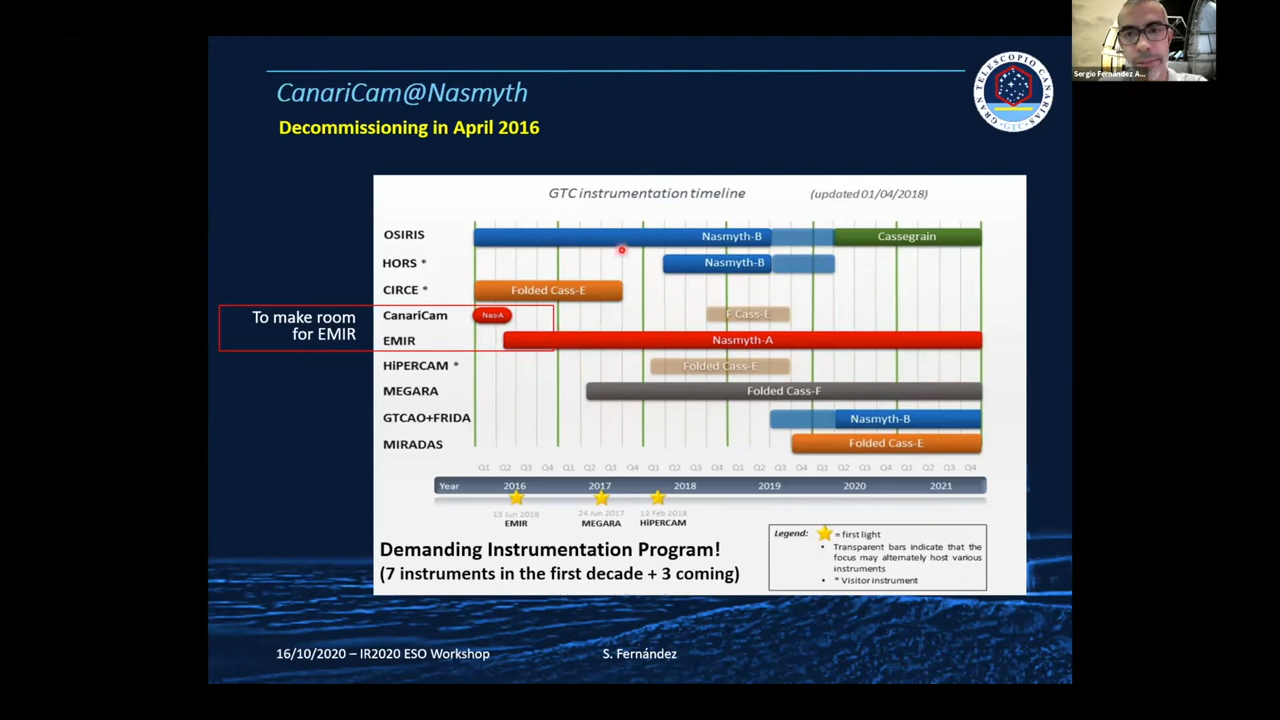 Sergio Fernández A...
CanariCam@Nasmyth
Decommissioning in April 2016
GRAN TELESCOPIO CANARIAS
·GTC·
GTC instrumentation timeline (updated 01/04/2018)
OSIRIS Nasmyth-B Cassegrain
HORS * Nasmyth-B
CIRCE * Folded Cass-E
To make room
for EMIR
CanariCam Nas-A F Cass-E
EMIR Nasmyth-A
HiPERCAM * Folded Cass-E
MEGARA Folded Cass-F
GTCAO+FRIDA Nasmyth-B
MIRADAS Folded Cass-E
Q1 Q2 Q3 Q4 Q1 Q2 Q3 Q4 Q1 Q2 Q3 Q4 Q1 Q2 Q3 Q4 Q1 Q2 Q3 Q4 Q1 Q2 Q3 Q4
Year 2016 2017 2018 2019 2020 2021
13 Jun 2016 24 Jun 2017 12 Feb 2018
EMIR MEGARA HiPERCAM
Legend: = first light
• Transparent bars indicate that the
focus may alternately host various
instruments
• * Visitor instrument
Demanding Instrumentation Program!
(7 instruments in the first decade + 3 coming)
16/10/2020 – IR2020 ESO Workshop S. Fernández